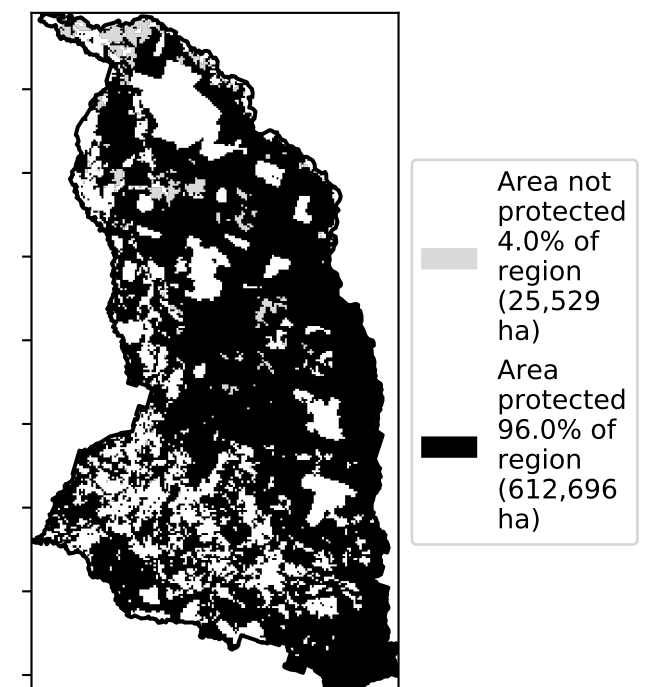 Area not
protected
4.0% of
region
(25,529
ha)
Area
protected
96.0% of
region
(612,696
ha)